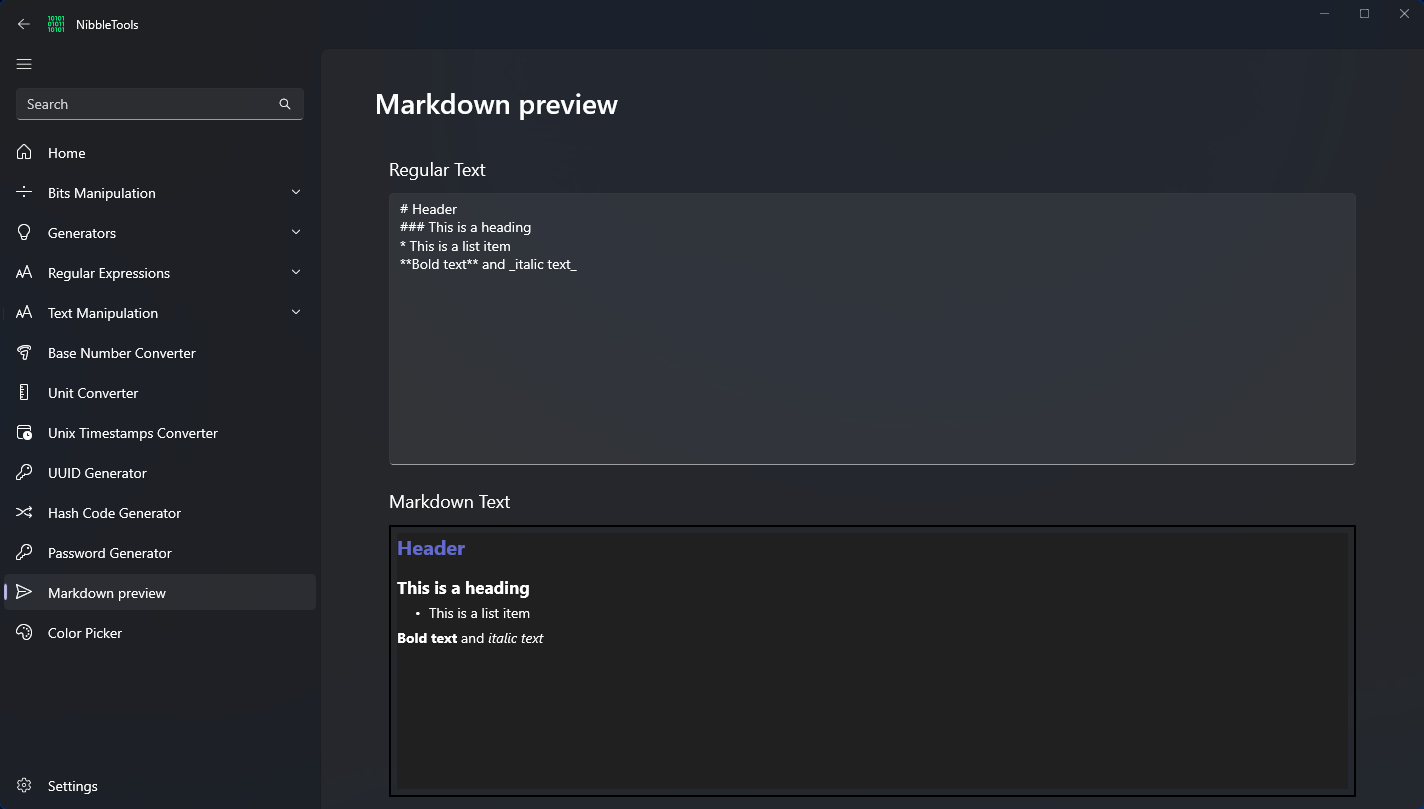 10101
01011
10101
NibbleTools
Search
Home
Bits Manipulation
Generators
Regular Expressions
Text Manipulation
Base Number Converter
Unit Converter
Unix Timestamps Converter
UUID Generator
Hash Code Generator
Password Generator
Markdown preview
Color Picker
Settings
Markdown preview
Regular Text
# Header
### This is a heading
* This is a list item
**Bold text** and _italic text_
Markdown Text
Header
This is a heading
• This is a list item
Bold text and italic text